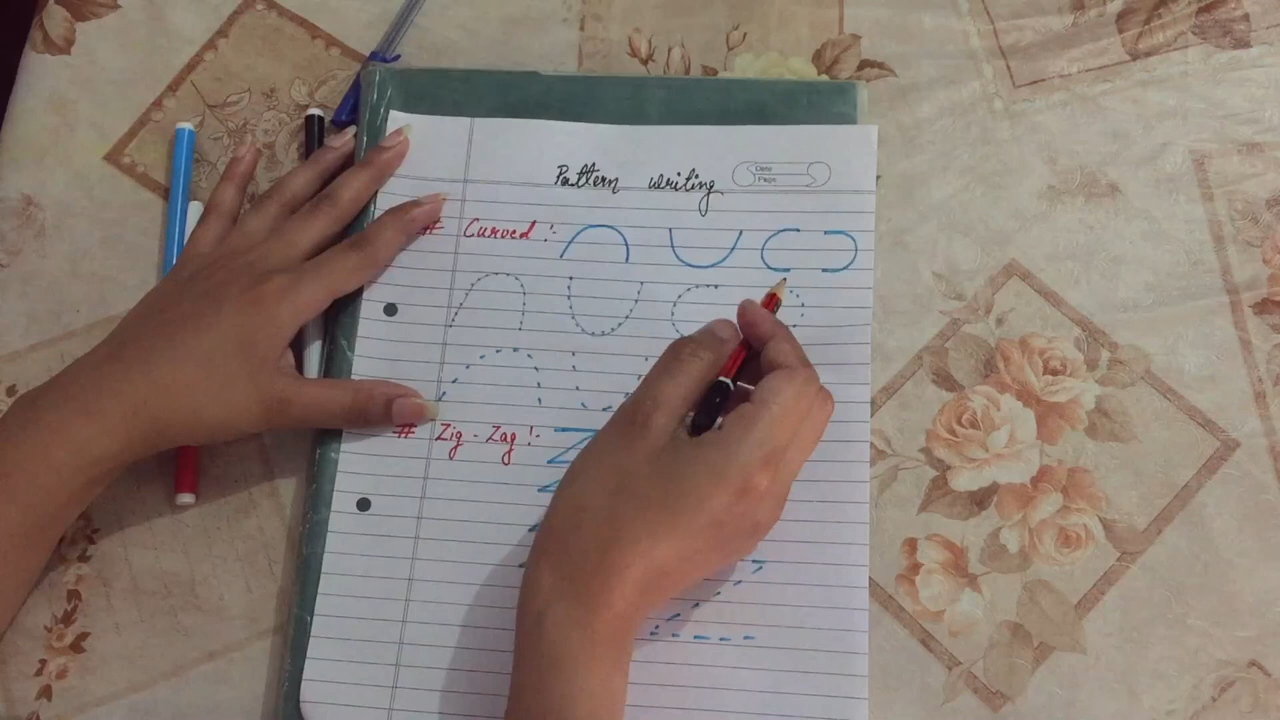 Pattern writing
Date
Page
# Curved :-
# Zig - Zag :-